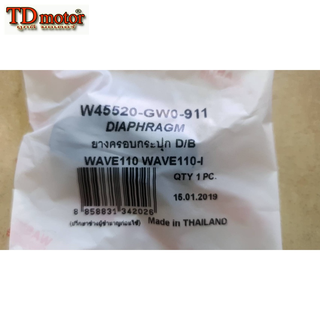 TD motor
W45520-GW0-911
DIAPHRAGM
ยางครอบกระปุก D/B
WAVE110 WAVE110-I
QTY 1 PC.
15.01.2019
8 858831 342026
Made in THAILAND